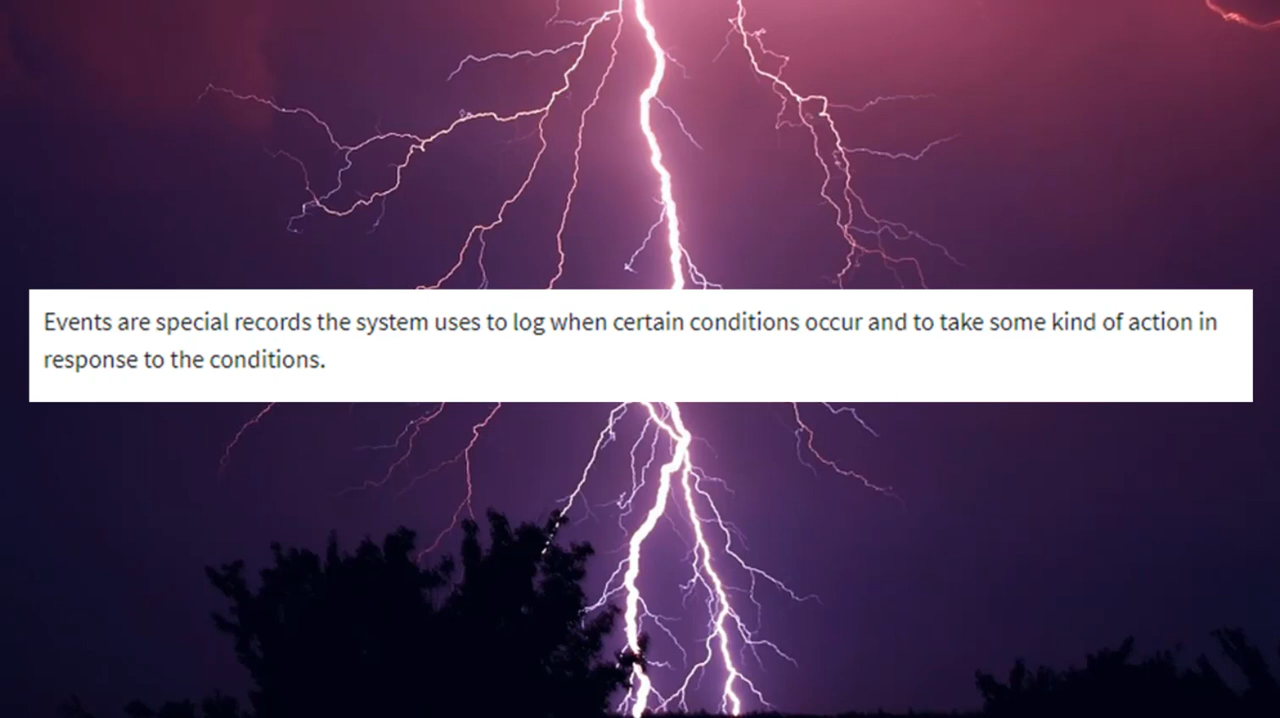 Events are special records the system uses to log when certain conditions occur and to take some kind of action in
response to the conditions.